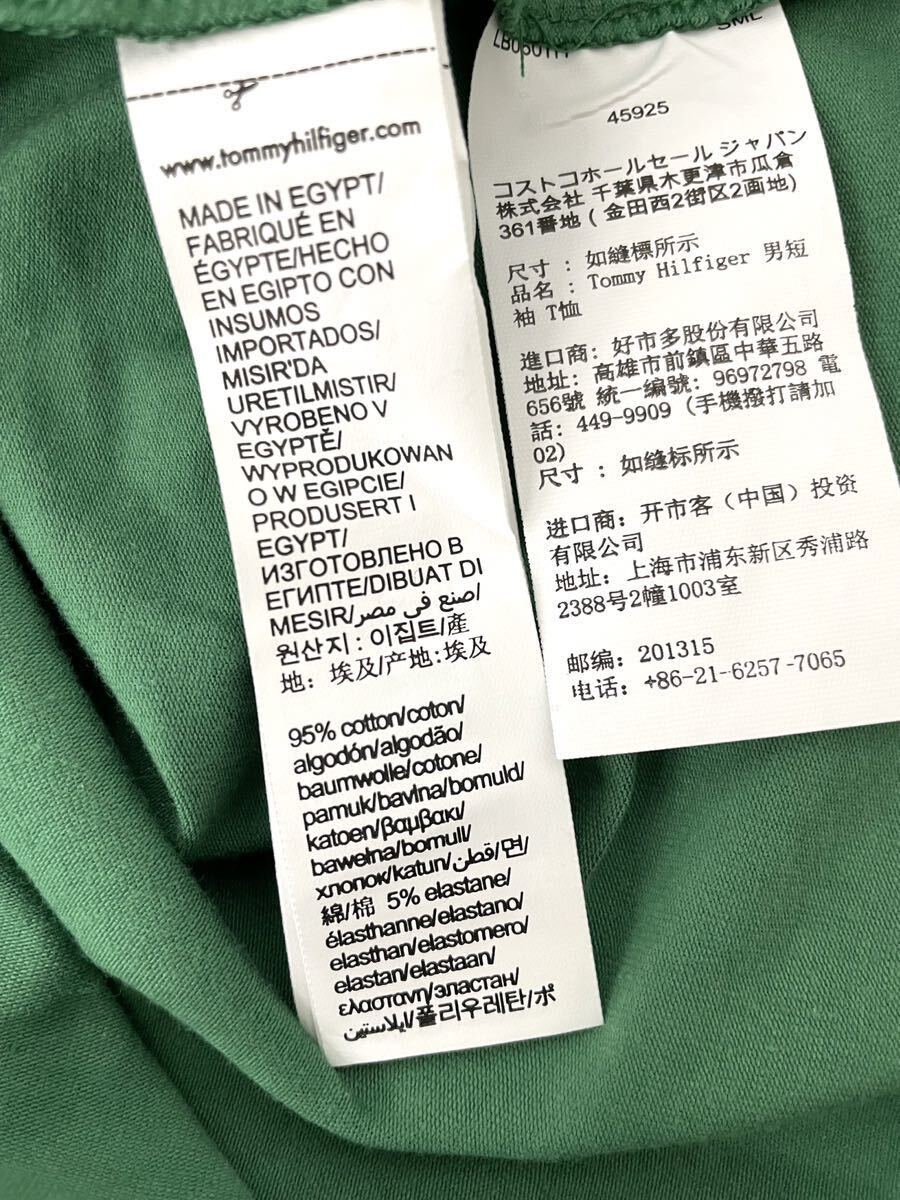 www.tommyhilfiger.com
MADE IN EGYPT/
FABRIQUÉ EN
ÉGYPTE/HECHO
EN EGIPTO CON
INSUMOS
IMPORTADOS/
MISIR'DA
URETILMISTIR/
VYROBENO V
EGYPTĚ/
WYPRODUKOWAN
O W EGIPCIE/
PRODUSERT I
EGYPT/
ИЗГОТОВЛЕНО В
ЕГИПТЕ/DIBUAT DI
MESIR/صنع في مصر/
원산지: 이집트/產
地: 埃及/产地:埃及
95% cotton/coton/
algodón/algodão/
baumwolle/cotone/
pamuk/bavlna/bomuld/
katoen/βαμβακι/
bawełna/bomull/
хлопок/katun/قطن/면/
綿/棉 5% elastane/
élasthanne/elastano/
elasthan/elastomero/
elastan/elastaan/
ελαστανη/эластан/
ايلاستين/폴리우레탄/ポ
SML
45925
コストコホールセール ジャパン
株式会社 千葉県木更津市瓜倉
361番地 (金田西2街区2画地)
尺寸 : 如縫標所示
品名 : Tommy Hilfiger 男短
袖 T恤
進口商: 好市多股份有限公司
地址: 高雄市前鎮區中華五路
656號 統一編號: 96972798 電
話: 449-9909 (手機撥打請加
02)
尺寸 : 如缝标所示
进口商: 开市客（中国）投资
有限公司
地址: 上海市浦东新区秀浦路
2388号2幢1003室
邮编: 201315
电话: +86-21-6257-7065